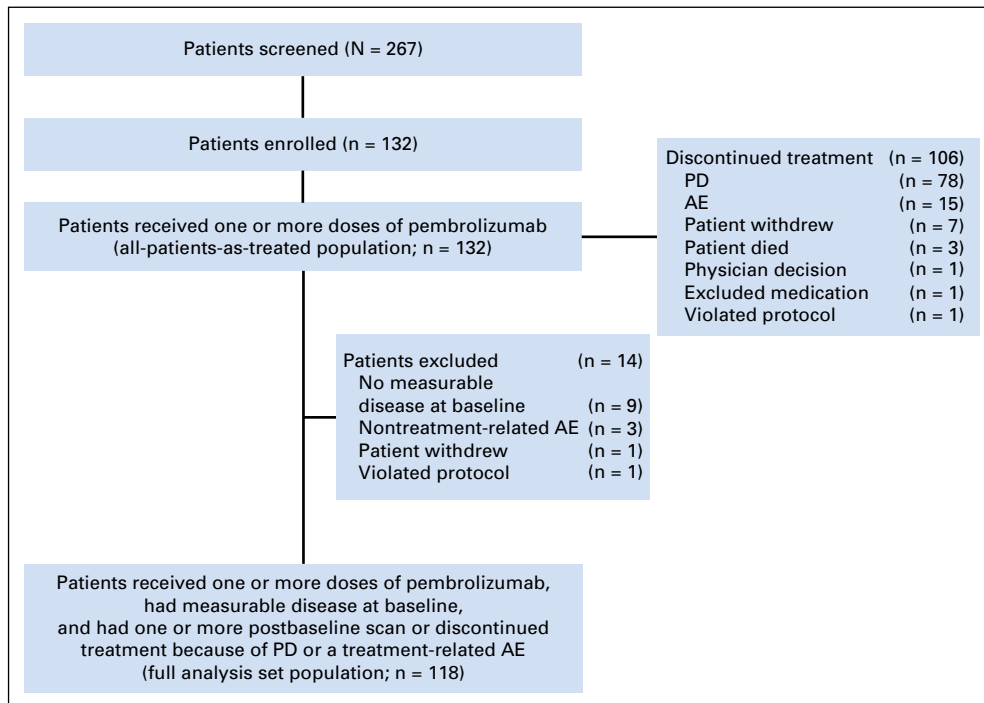 Patients screened (N = 267)
Patients enrolled (n = 132)
Patients received one or more doses of pembrolizumab
(all-patients-as-treated population; n = 132)
Discontinued treatment (n = 106)
PD (n = 78)
AE (n = 15)
Patient withdrew (n = 7)
Patient died (n = 3)
Physician decision (n = 1)
Excluded medication (n = 1)
Violated protocol (n = 1)
Patients excluded (n = 14)
No measurable
disease at baseline (n = 9)
Nontreatment-related AE (n = 3)
Patient withdrew (n = 1)
Violated protocol (n = 1)
Patients received one or more doses of pembrolizumab,
had measurable disease at baseline,
and had one or more postbaseline scan or discontinued
treatment because of PD or a treatment-related AE
(full analysis set population; n = 118)